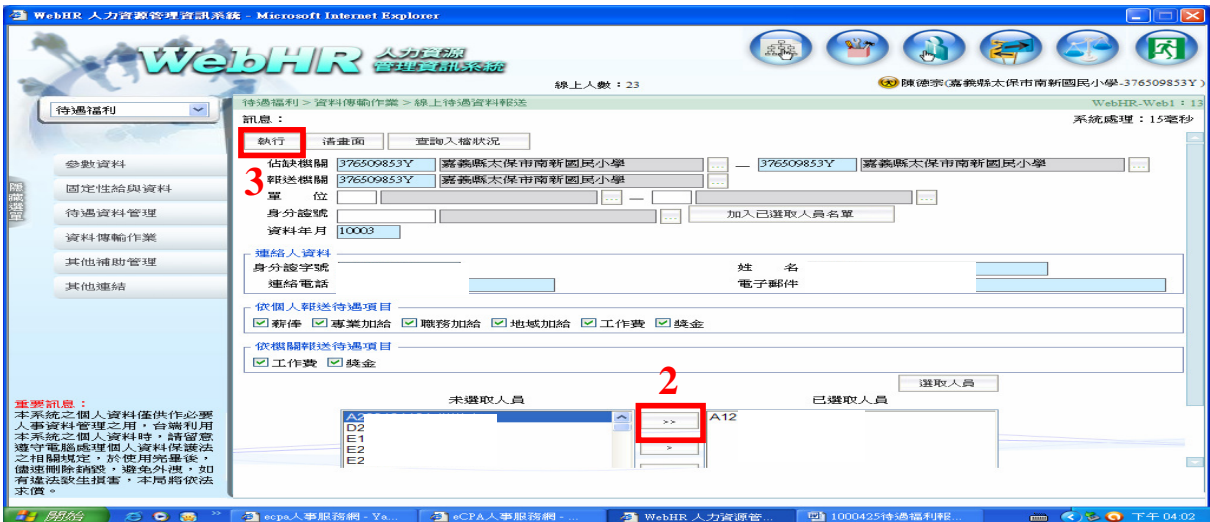 WebHR 人力資源管理資訊系統 - Microsoft Internet Explorer
WebHR 人力資源
管理資訊系統
線上人數：23
陳德宗(嘉義縣太保市南新國民小學-376509853Y)
待遇福利
待遇福利 > 資料傳輸作業 > 線上待遇資料報送
WebHR-Web1：13
訊息：
系統處理：15毫秒
執行 清畫面 查詢入檔狀況
3
佔缺機關 376509853Y 嘉義縣太保市南新國民小學 ... — 376509853Y 嘉義縣太保市南新國民小學 ...
報送機關 376509853Y 嘉義縣太保市南新國民小學 ...
單 位 ... — ...
身分證號 ... 加入已選取人員名單
資料年月 10003
參數資料
固定性給與資料
待遇資料管理
資料傳輸作業
其他補助管理
其他連結
隱藏選單
連絡人資料
身分證字號 姓 名
連絡電話 電子郵件
依個人報送待遇項目
薪俸 專業加給 職務加給 地域加給 工作費 獎金
依機關報送待遇項目
工作費 獎金
選取人員
2
未選取人員 已選取人員
D2
E1
E2
E2
>>
>
A12
重要訊息：
本系統之個人資料僅供作必要
人事資料管理之用，台端利用
本系統之個人資料時，請留意
遵守電腦處理個人資料保護法
之相關規定，於使用完畢後，
儘速刪除銷毀，避免外洩，如
有違法致生損害，本局將依法
求償。
開始 ecpa人事服務網 - Ya... eCPA人事服務網 - ... WebHR 人力資源管... 1000425待遇福利報... 下午 04:02